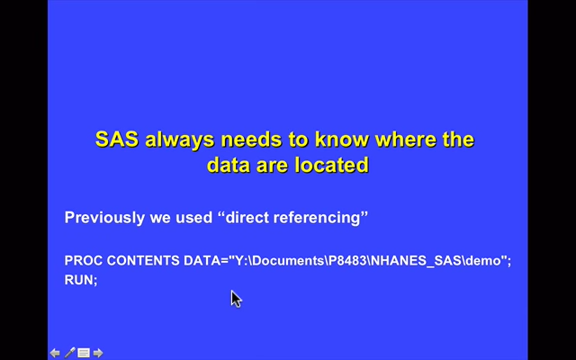 SAS always needs to know where the
data are located
Previously we used “direct referencing”
PROC CONTENTS DATA="Y:\Documents\P8483\NHANES_SAS\demo";
RUN;